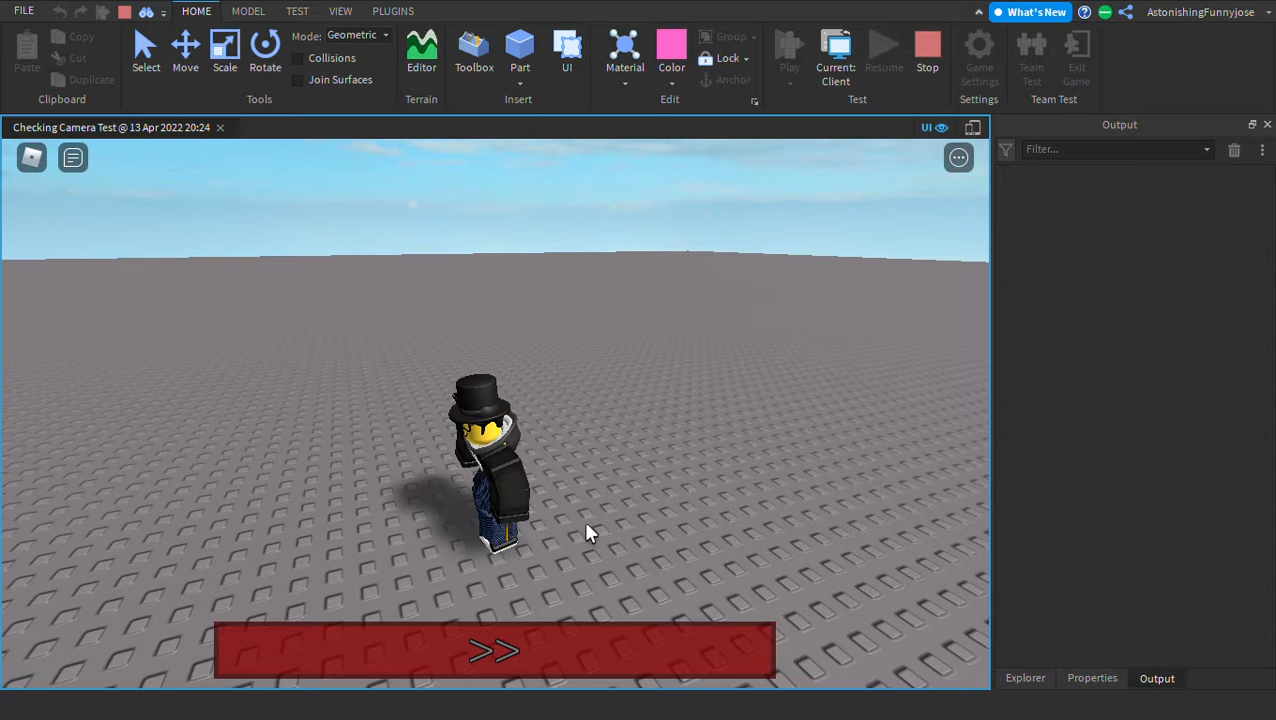 FILE HOME MODEL TEST VIEW PLUGINS What's New AstonishingFunnyjose
Paste Copy Cut Duplicate
Clipboard
Select Move Scale Rotate
Mode: Geometric
Collisions
Join Surfaces
Tools
Editor
Terrain
Toolbox Part UI
Insert
Material Color Group Lock Anchor
Edit
Play Current: Client Resume Stop
Test
Game Settings
Settings
Team Test Exit Game
Team Test
Checking Camera Test @ 13 Apr 2022 20:24
UI
Output
Filter...
>>
Explorer Properties Output